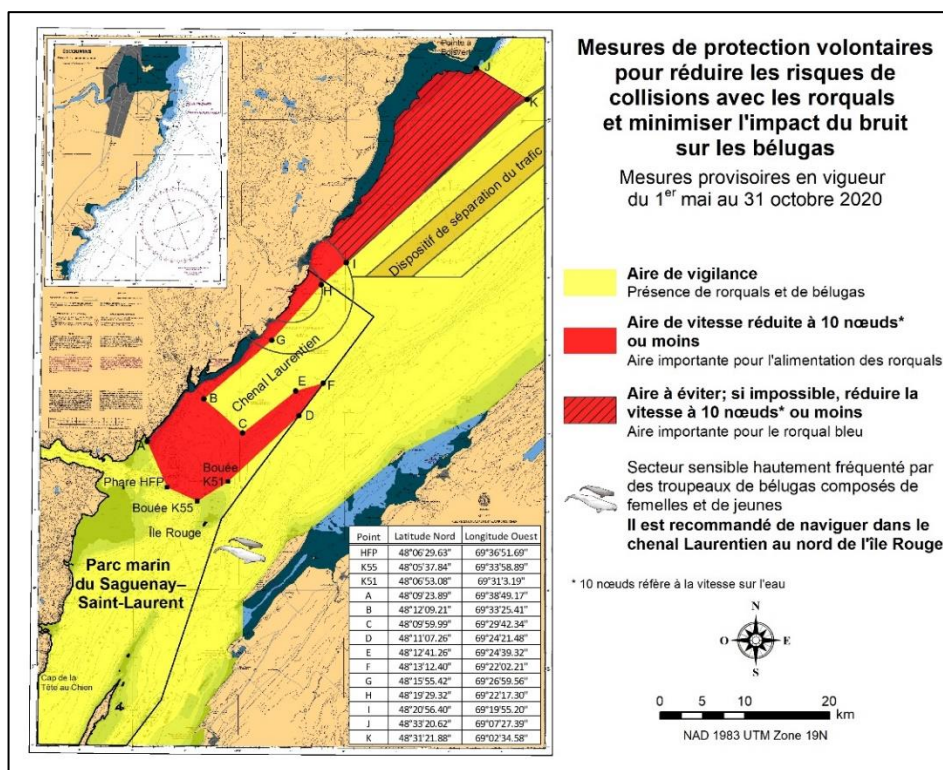 Mesures de protection volontaires
pour réduire les risques de
collisions avec les rorquals
et minimiser l'impact du bruit
sur les bélugas
Mesures provisoires en vigueur
du 1er mai au 31 octobre 2020
Aire de vigilance
Présence de rorquals et de bélugas
Aire de vitesse réduite à 10 nœuds*
ou moins
Aire importante pour l'alimentation des rorquals
Aire à éviter; si impossible, réduire la
vitesse à 10 nœuds* ou moins
Aire importante pour le rorqual bleu
Secteur sensible hautement fréquenté par
des troupeaux de bélugas composés de
femelles et de jeunes
Il est recommandé de naviguer dans le
chenal Laurentien au nord de l'île Rouge
* 10 nœuds réfère à la vitesse sur l'eau
N
O
E
S
0 5 10 20
km
NAD 1983 UTM Zone 19N
Pointe à
J
K
Dispositif de séparation du trafic
I
H
G
Chenal Laurentien
B
E
F
D
C
A
Phare HFP
Bouée
K51
Bouée K55
Île Rouge
Parc marin
du Saguenay–
Saint-Laurent
Cap de la
Tête au Chien
Point Latitude Nord Longitude Ouest
HFP 48°06'29.63" 69°36'51.69"
K55 48°05'37.84" 69°33'58.89"
K51 48°06'53.08" 69°31'3.19"
A 48°09'23.89" 69°38'49.17"
B 48°12'09.21" 69°33'25.41"
C 48°09'59.99" 69°29'42.34"
D 48°11'07.26" 69°24'21.48"
E 48°12'41.26" 69°24'39.32"
F 48°13'12.40" 69°22'02.21"
G 48°15'55.42" 69°26'59.56"
H 48°19'29.32" 69°22'17.30"
I 48°20'56.40" 69°19'55.20"
J 48°33'20.62" 69°07'27.39"
K 48°31'21.88" 69°02'34.58"